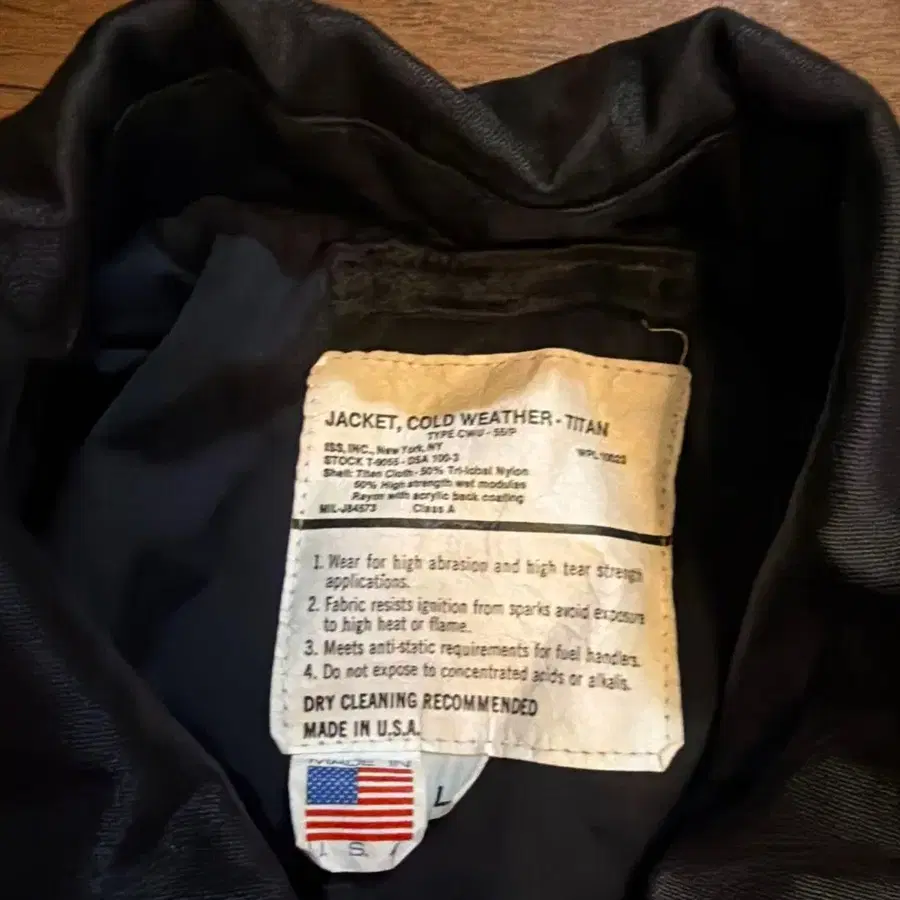 JACKET, COLD WEATHER - TITAN
TYPE CWU - 55/P
ISS, INC., New York, NY WPL 10023
STOCK T-9055 - DSA 100-3
Shell: Titan Cloth - 50% Tri-lobal Nylon
50% High strength wet modules
Rayon with acrylic back coating
MIL-J84573 Class A
1. Wear for high abrasion and high tear strength
applications.
2. Fabric resists ignition from sparks avoid exposure
to high heat or flame.
3. Meets anti-static requirements for fuel handlers.
4. Do not expose to concentrated acids or alkalis.
DRY CLEANING RECOMMENDED
MADE IN U.S.A.
MADE IN
L
U. S. A